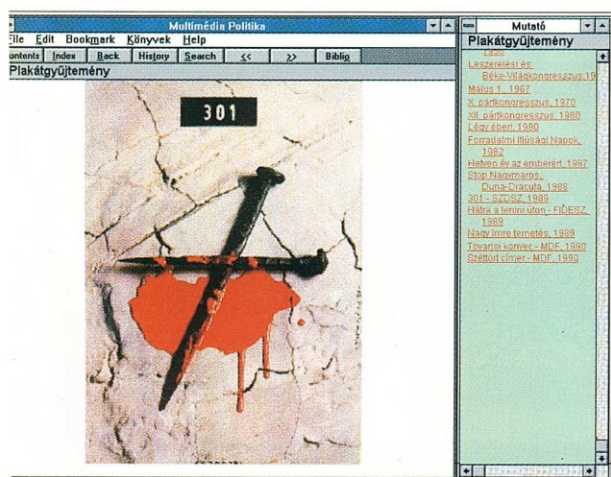 Multimédia Politika
File Edit Bookmark Könyvek Help
Contents Index Back History Search << >> Biblio
Plakátgyűjtemény
301
Mutató
Plakátgyűjtemény
1956
Leszerelési és
Béke-Világkongresszus,19
Május 1., 1967
X. pártkongresszus, 1970
XII. pártkongresszus, 1980
Légy éber!, 1980
Forradalmi Ifjúsági Napok,
1982
Hetven év az emberért, 1987
Stop Nagymaros,
Duna-Dracula, 1988
301 - SZDSZ, 1989
Hátra a lenini úton - FIDESZ,
1989
Nagy Imre temetés, 1989
Tovarisi konyec - MDF, 1990
Széttört címer - MDF, 1990